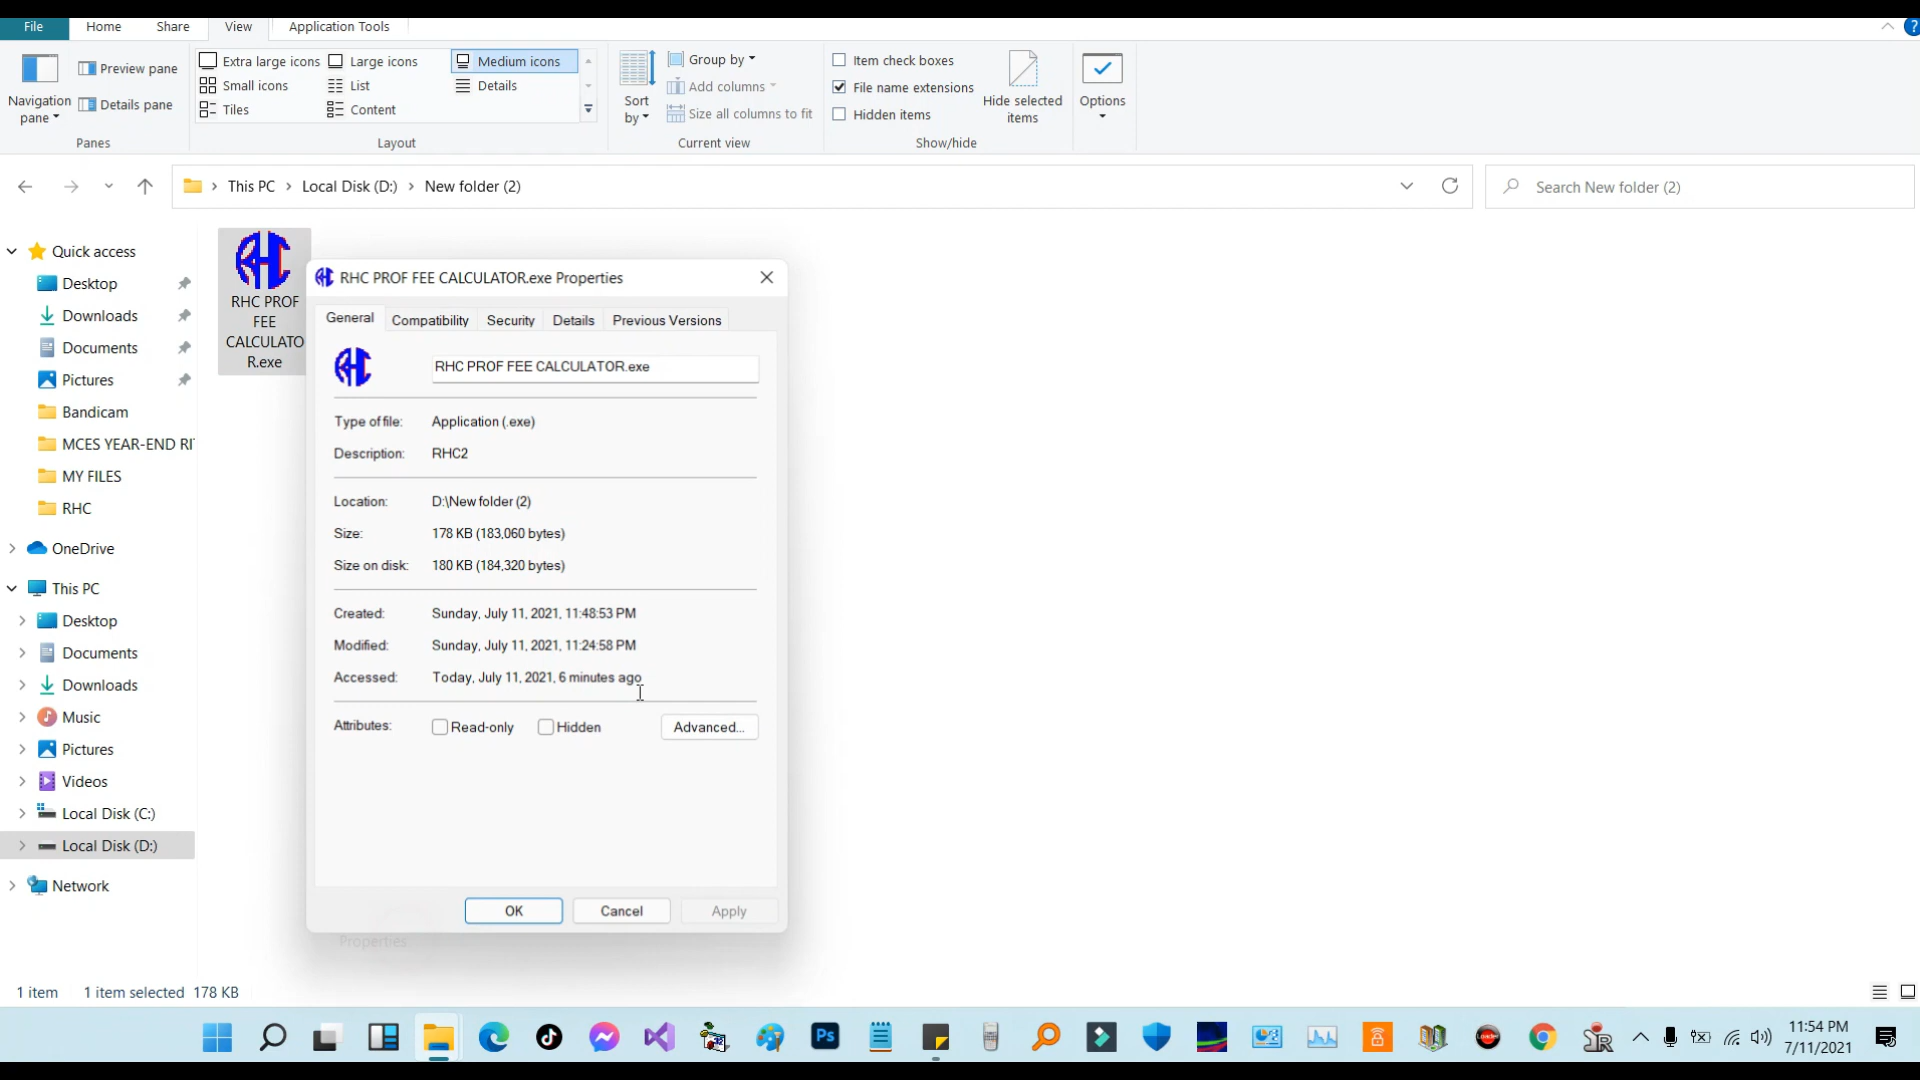 File Home Share View Application Tools
Navigation pane
Preview pane
Details pane
Panes
Extra large icons Large icons Medium icons
Small icons List Details
Tiles Content
Layout
Sort by
Group by
Add columns
Size all columns to fit
Current view
Item check boxes
File name extensions
Hidden items
Hide selected items
Show/hide
Options
This PC Local Disk (D:) New folder (2)
Search New folder (2)
Quick access
Desktop
Downloads
Documents
Pictures
Bandicam
MCES YEAR-END RI
MY FILES
RHC
OneDrive
This PC
Desktop
Documents
Downloads
Music
Pictures
Videos
Local Disk (C:)
Local Disk (D:)
Network
RHC
RHC PROF
FEE
CALCULATO
R.exe
RHC RHC PROF FEE CALCULATOR.exe Properties
General Compatibility Security Details Previous Versions
RHC RHC PROF FEE CALCULATOR.exe
Type of file: Application (.exe)
Description: RHC2
Location: D:\New folder (2)
Size: 178 KB (183,060 bytes)
Size on disk: 180 KB (184,320 bytes)
Created: Sunday, July 11, 2021, 11:48:53 PM
Modified: Sunday, July 11, 2021, 11:24:58 PM
Accessed: Today, July 11, 2021, 6 minutes ago
Attributes: Read-only Hidden Advanced...
OK Cancel Apply
Properties
1 item 1 item selected 178 KB
Ps
11:54 PM
7/11/2021